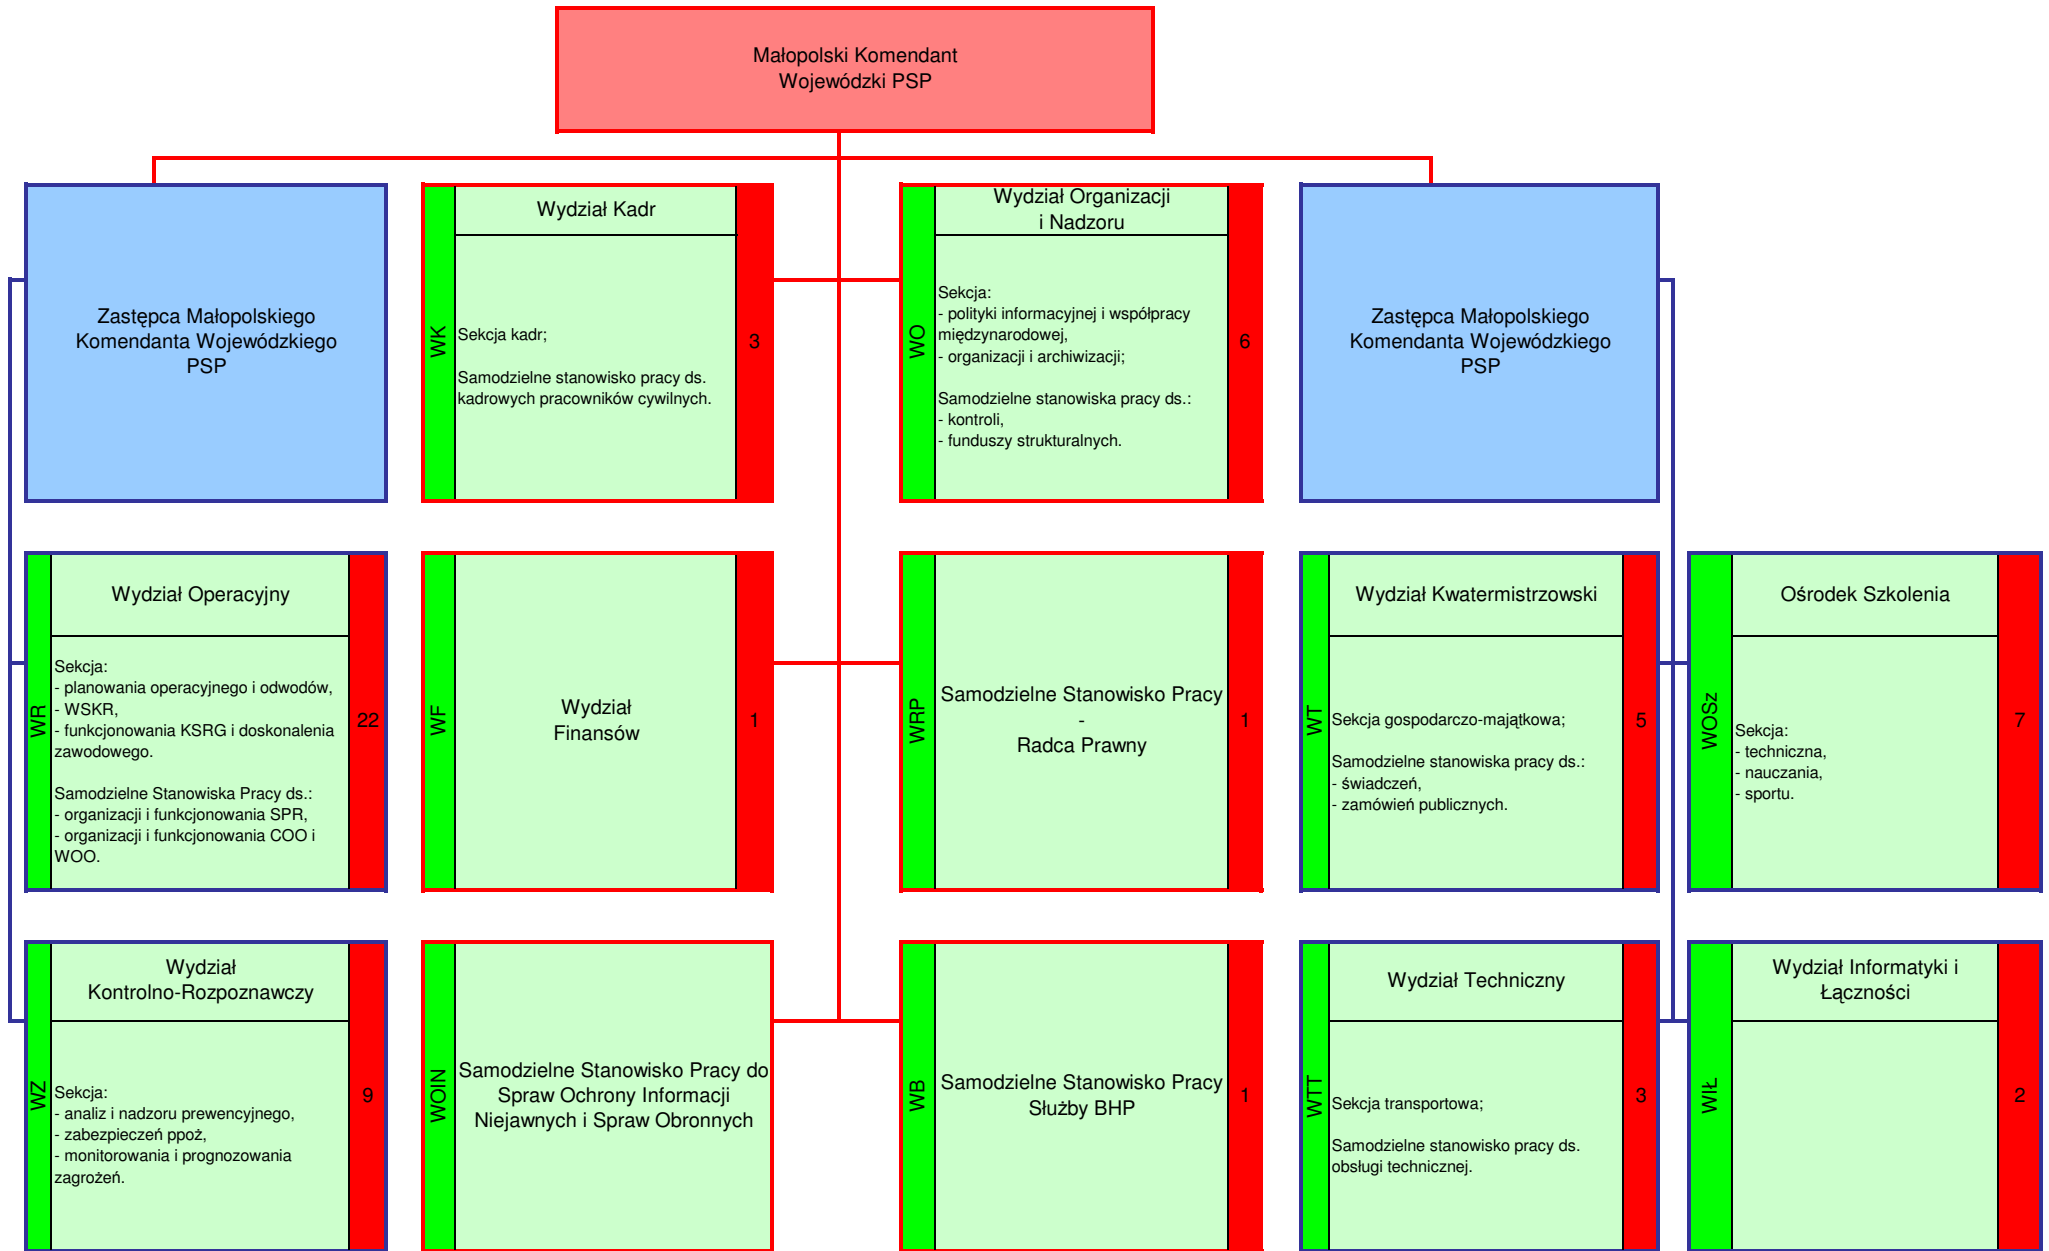 Małopolski Komendant
Wojewódzki PSP
Zastępca Małopolskiego
Komendanta Wojewódzkiego
PSP
WK
Wydział Kadr
Sekcja kadr;
Samodzielne stanowisko pracy ds.
kadrowych pracowników cywilnych.
3
WO
Wydział Organizacji
i Nadzoru
Sekcja:
- polityki informacyjnej i współpracy
międzynarodowej,
- organizacji i archiwizacji;
Samodzielne stanowiska pracy ds.:
- kontroli,
- funduszy strukturalnych.
6
Zastępca Małopolskiego
Komendanta Wojewódzkiego
PSP
WR
Wydział Operacyjny
Sekcja:
- planowania operacyjnego i odwodów,
- WSKR,
- funkcjonowania KSRG i doskonalenia
zawodowego.
Samodzielne Stanowiska Pracy ds.:
- organizacji i funkcjonowania SPR,
- organizacji i funkcjonowania COO i
WOO.
22
WF
Wydział
Finansów
1
WRP
Samodzielne Stanowisko Pracy
-
Radca Prawny
1
WT
Wydział Kwatermistrzowski
Sekcja gospodarczo-majątkowa;
Samodzielne stanowiska pracy ds.:
- świadczeń,
- zamówień publicznych.
5
WOSz
Ośrodek Szkolenia
Sekcja:
- techniczna,
- nauczania,
- sportu.
7
WZ
Wydział
Kontrolno-Rozpoznawczy
Sekcja:
- analiz i nadzoru prewencyjnego,
- zabezpieczeń ppoż,
- monitorowania i prognozowania
zagrożeń.
9
WOIN
Samodzielne Stanowisko Pracy do
Spraw Ochrony Informacji
Niejawnych i Spraw Obronnych
WB
Samodzielne Stanowisko Pracy
Służby BHP
1
WTT
Wydział Techniczny
Sekcja transportowa;
Samodzielne stanowisko pracy ds.
obsługi technicznej.
3
WIŁ
Wydział Informatyki i
Łączności
2